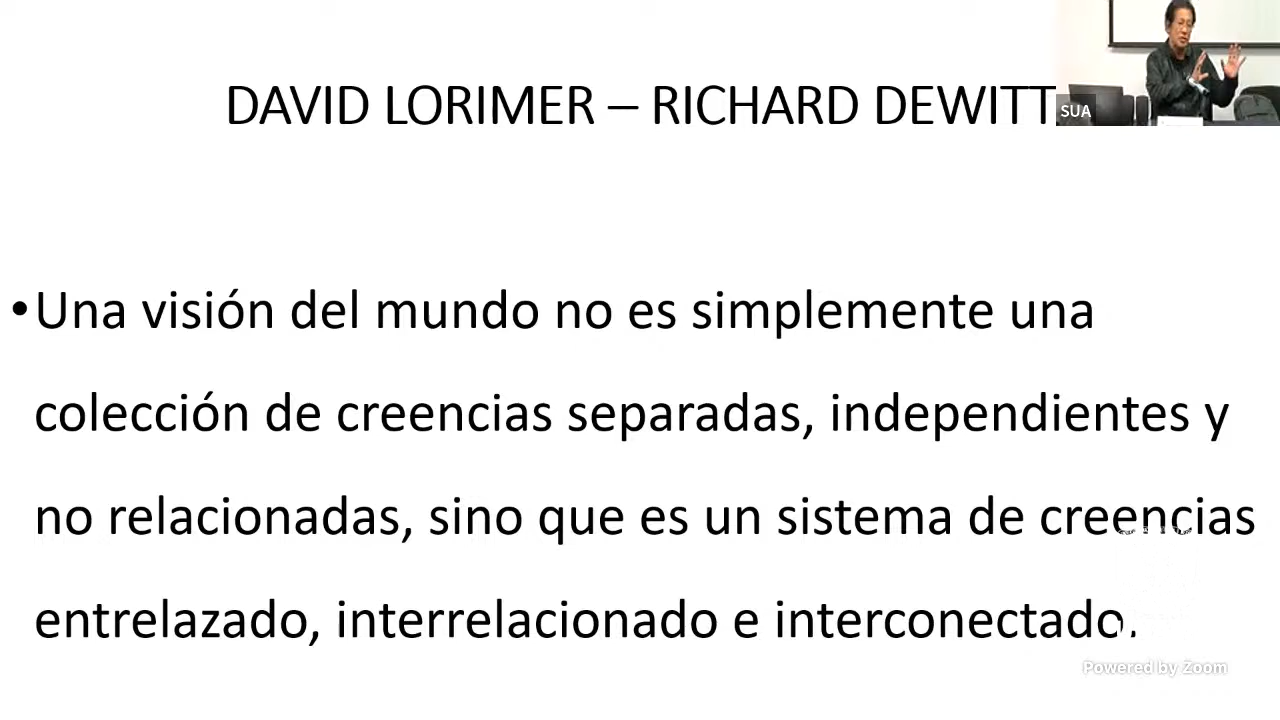 DAVID LORIMER – RICHARD DEWITT
SUA
•Una visión del mundo no es simplemente una
colección de creencias separadas, independientes y
no relacionadas, sino que es un sistema de creencias
entrelazado, interrelacionado e interconectado.
Powered by Zoom